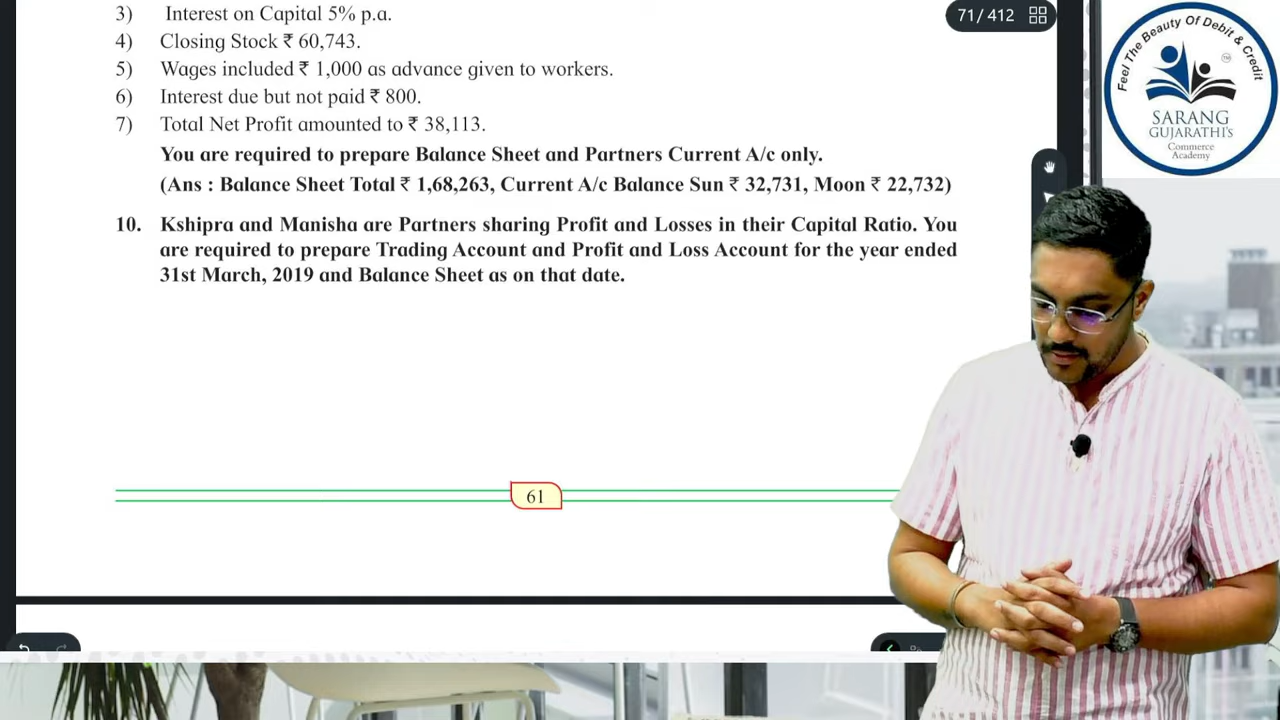 3) Interest on Capital 5% p.a.
4) Closing Stock ₹ 60,743.
5) Wages included ₹ 1,000 as advance given to workers.
6) Interest due but not paid ₹ 800.
7) Total Net Profit amounted to ₹ 38,113.
You are required to prepare Balance Sheet and Partners Current A/c only.
(Ans : Balance Sheet Total ₹ 1,68,263, Current A/c Balance Sun ₹ 32,731, Moon ₹ 22,732)
10. Kshipra and Manisha are Partners sharing Profit and Losses in their Capital Ratio. You
are required to prepare Trading Account and Profit and Loss Account for the year ended
31st March, 2019 and Balance Sheet as on that date.
61
71/412
Feel The Beauty Of Debit & Credit
TM
SARANG
GUJARATHI'S
Commerce
Academy